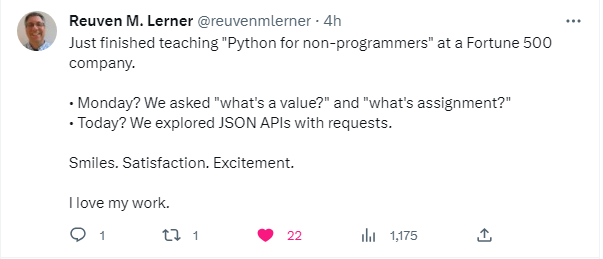 Reuven M. Lerner @reuvenmlerner · 4h
Just finished teaching "Python for non-programmers" at a Fortune 500
company.
• Monday? We asked "what's a value?" and "what's assignment?"
• Today? We explored JSON APIs with requests.
Smiles. Satisfaction. Excitement.
I love my work.
1 1 22 1,175